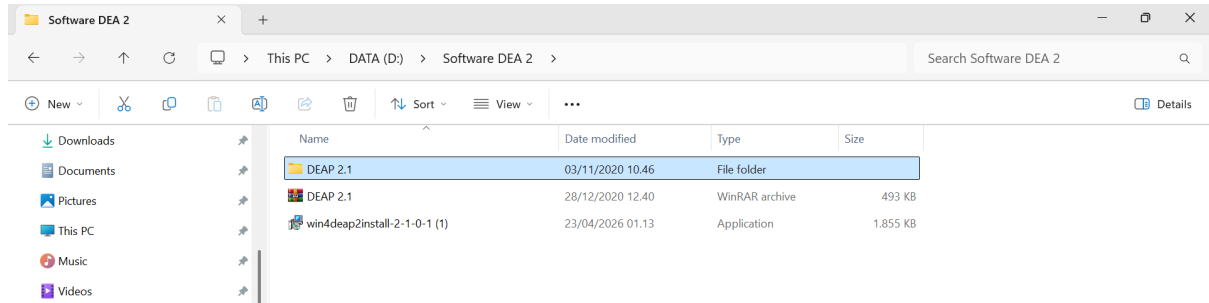 Software DEA 2
This PC > DATA (D:) > Software DEA 2 >
Search Software DEA 2
New Sort View ... Details
Name Date modified Type Size
Downloads
Documents
Pictures
This PC
Music
Videos
DEAP 2.1 03/11/2020 10.46 File folder
DEAP 2.1 28/12/2020 12.40 WinRAR archive 493 KB
win4deap2install-2-1-0-1 (1) 23/04/2026 01.13 Application 1.855 KB